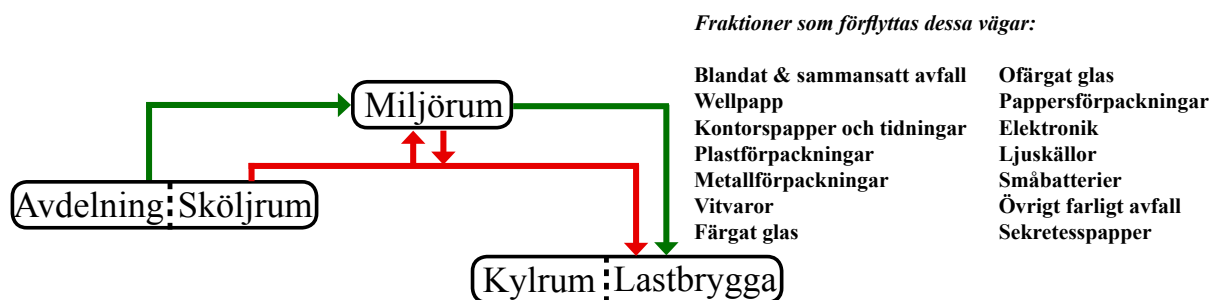 Fraktioner som förflyttas dessa vägar:
Miljörum
Avdelning Sköljrum
Kylrum Lastbrygga
Blandat & sammansatt avfall
Wellpapp
Kontorspapper och tidningar
Plastförpackningar
Metallförpackningar
Vitvaror
Färgat glas
Ofärgat glas
Pappersförpackningar
Elektronik
Ljuskällor
Småbatterier
Övrigt farligt avfall
Sekretesspapper